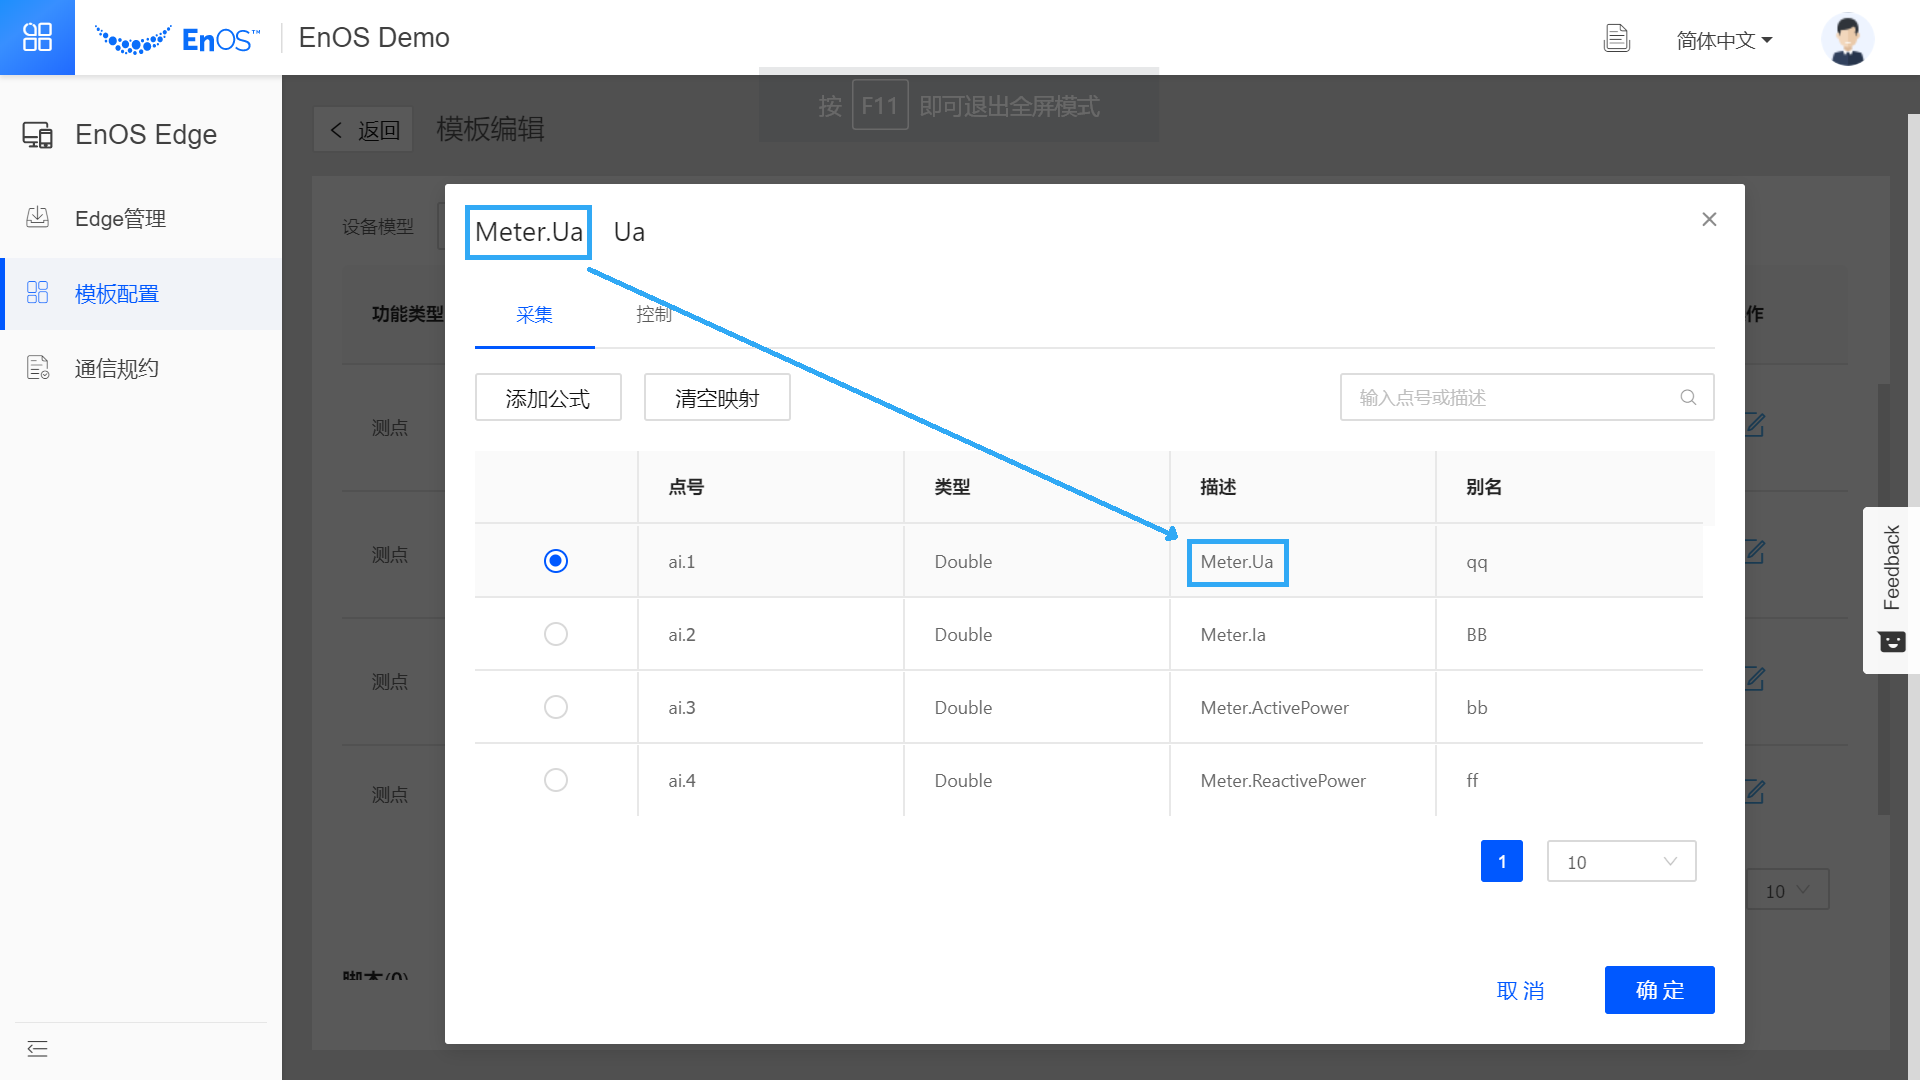 EnOS™ EnOS Demo
简体中文
按 F11 即可退出全屏模式
EnOS Edge
Edge管理
模板配置
通信规约
返回 模板编辑
设备模型
功能类型
作
测点
测点
测点
测点
10
Meter.Ua Ua
采集 控制
添加公式 清空映射 输入点号或描述
点号 类型 描述 别名
ai.1 Double Meter.Ua qq
ai.2 Double Meter.Ia BB
ai.3 Double Meter.ActivePower bb
ai.4 Double Meter.ReactivePower ff
1 10
取消 确定
Feedback
脚本(0)